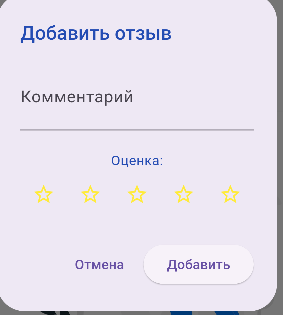 Добавить отзыв
Комментарий
Оценка:
Отмена Добавить